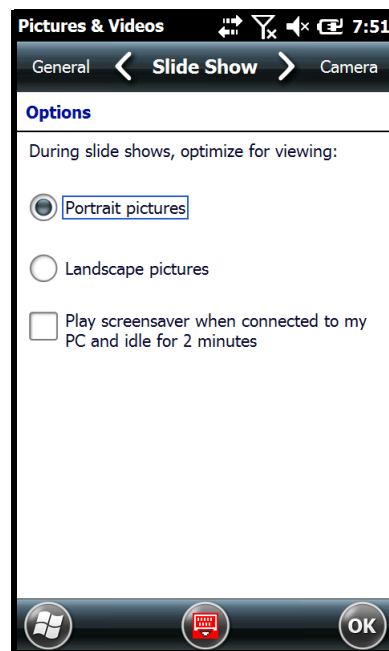 Pictures & Videos 7:51
General Slide Show Camera
Options
During slide shows, optimize for viewing:
Portrait pictures
Landscape pictures
Play screensaver when connected to my
PC and idle for 2 minutes
OK